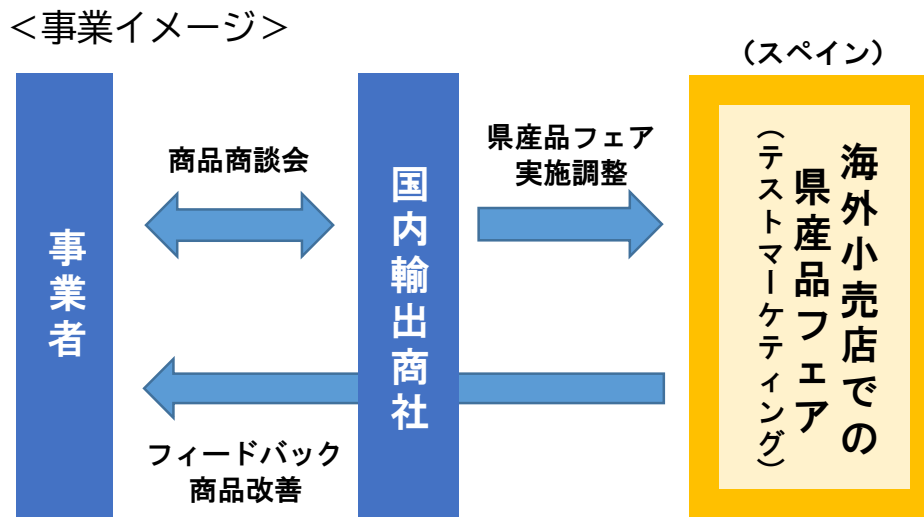 ＜事業イメージ＞
（スペイン）
事業者
商品商談会
国内輸出商社
県産品フェア
実施調整
海外小売店での
県産品フェア
（テストマーケティング）
フィードバック
商品改善